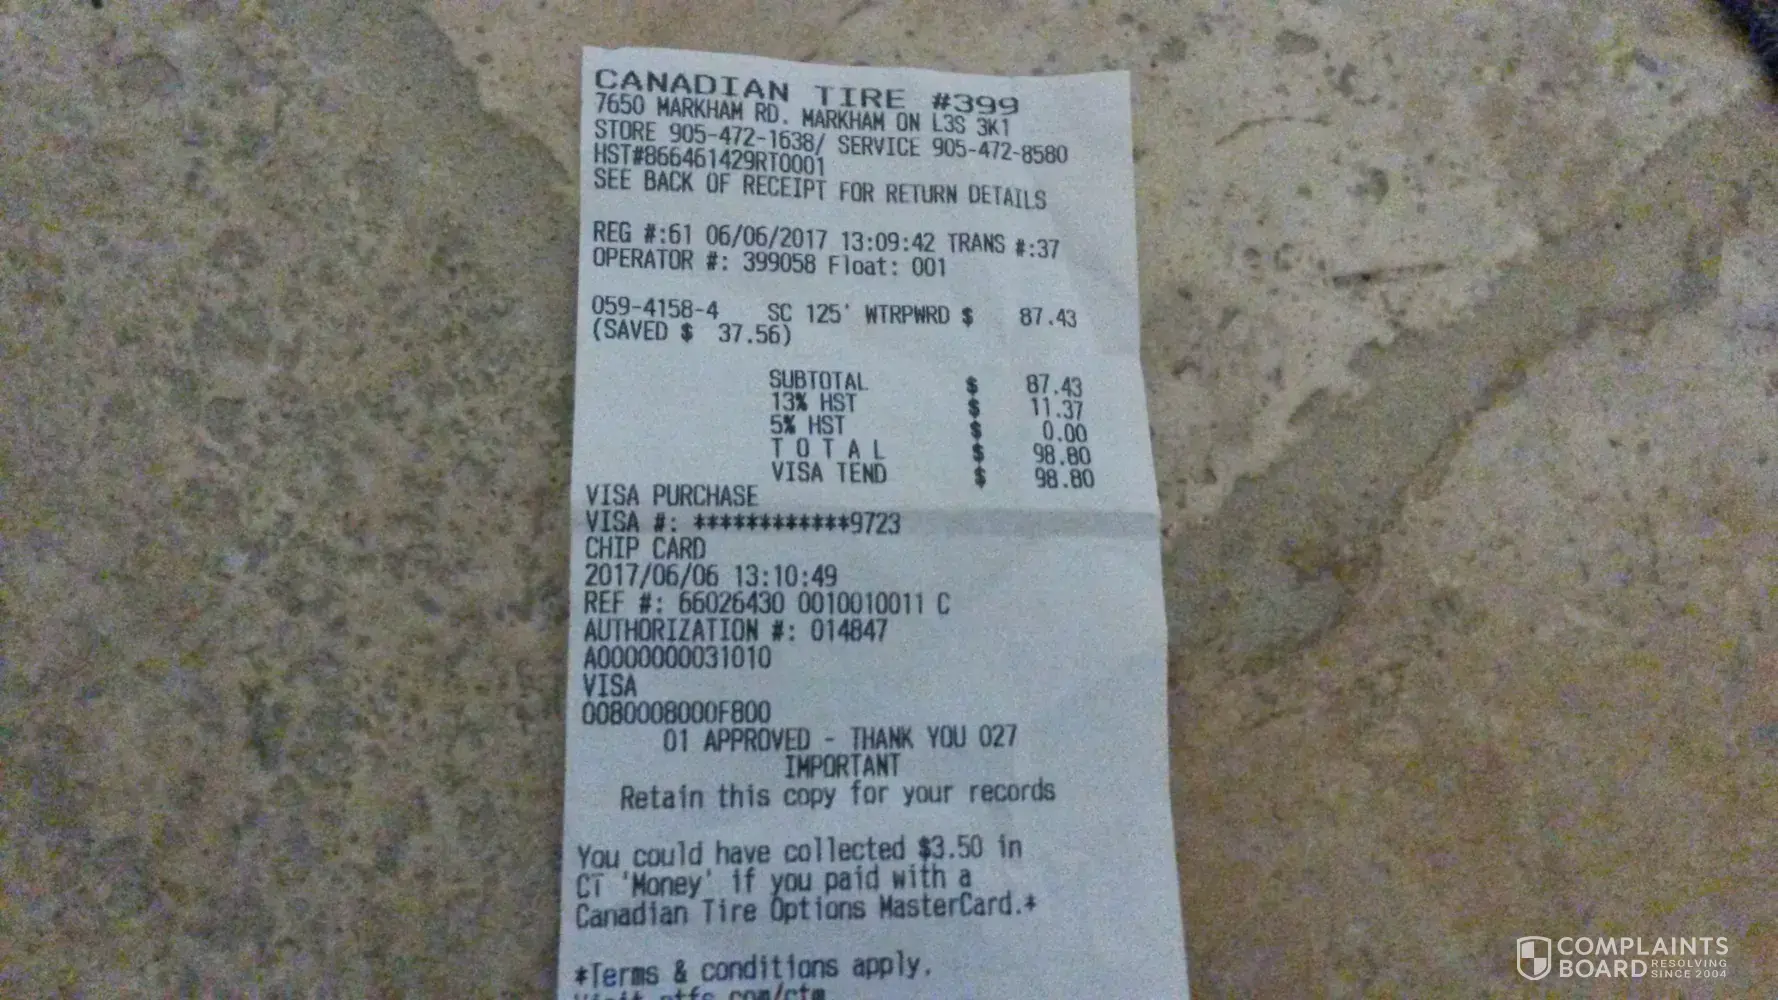 CANADIAN TIRE #399
7650 MARKHAM RD. MARKHAM ON L3S 3K1
STORE 905-472-1638/ SERVICE 905-472-8580
HST#866461429RT0001
SEE BACK OF RECEIPT FOR RETURN DETAILS
REG #:61 06/06/2017 13:09:42 TRANS #:37
OPERATOR #: 399058 Float: 001
059-4158-4 SC 125' WTRPWRD $ 87.43
(SAVED $ 37.56)
SUBTOTAL $ 87.43
13% HST $ 11.37
5% HST $ 0.00
T O T A L $ 98.80
VISA TEND $ 98.80
VISA PURCHASE
VISA #: ************9723
CHIP CARD
2017/06/06 13:10:49
REF #: 66026430 0010010011 C
AUTHORIZATION #: 014847
A0000000031010
VISA
0080008000F800
01 APPROVED - THANK YOU 027
IMPORTANT
Retain this copy for your records
You could have collected $3.50 in
CT 'Money' if you paid with a
Canadian Tire Options MasterCard.*
*Terms & conditions apply.
Visit ctfs.com/ctm
COMPLAINTS
BOARD RESOLVING
SINCE 2004